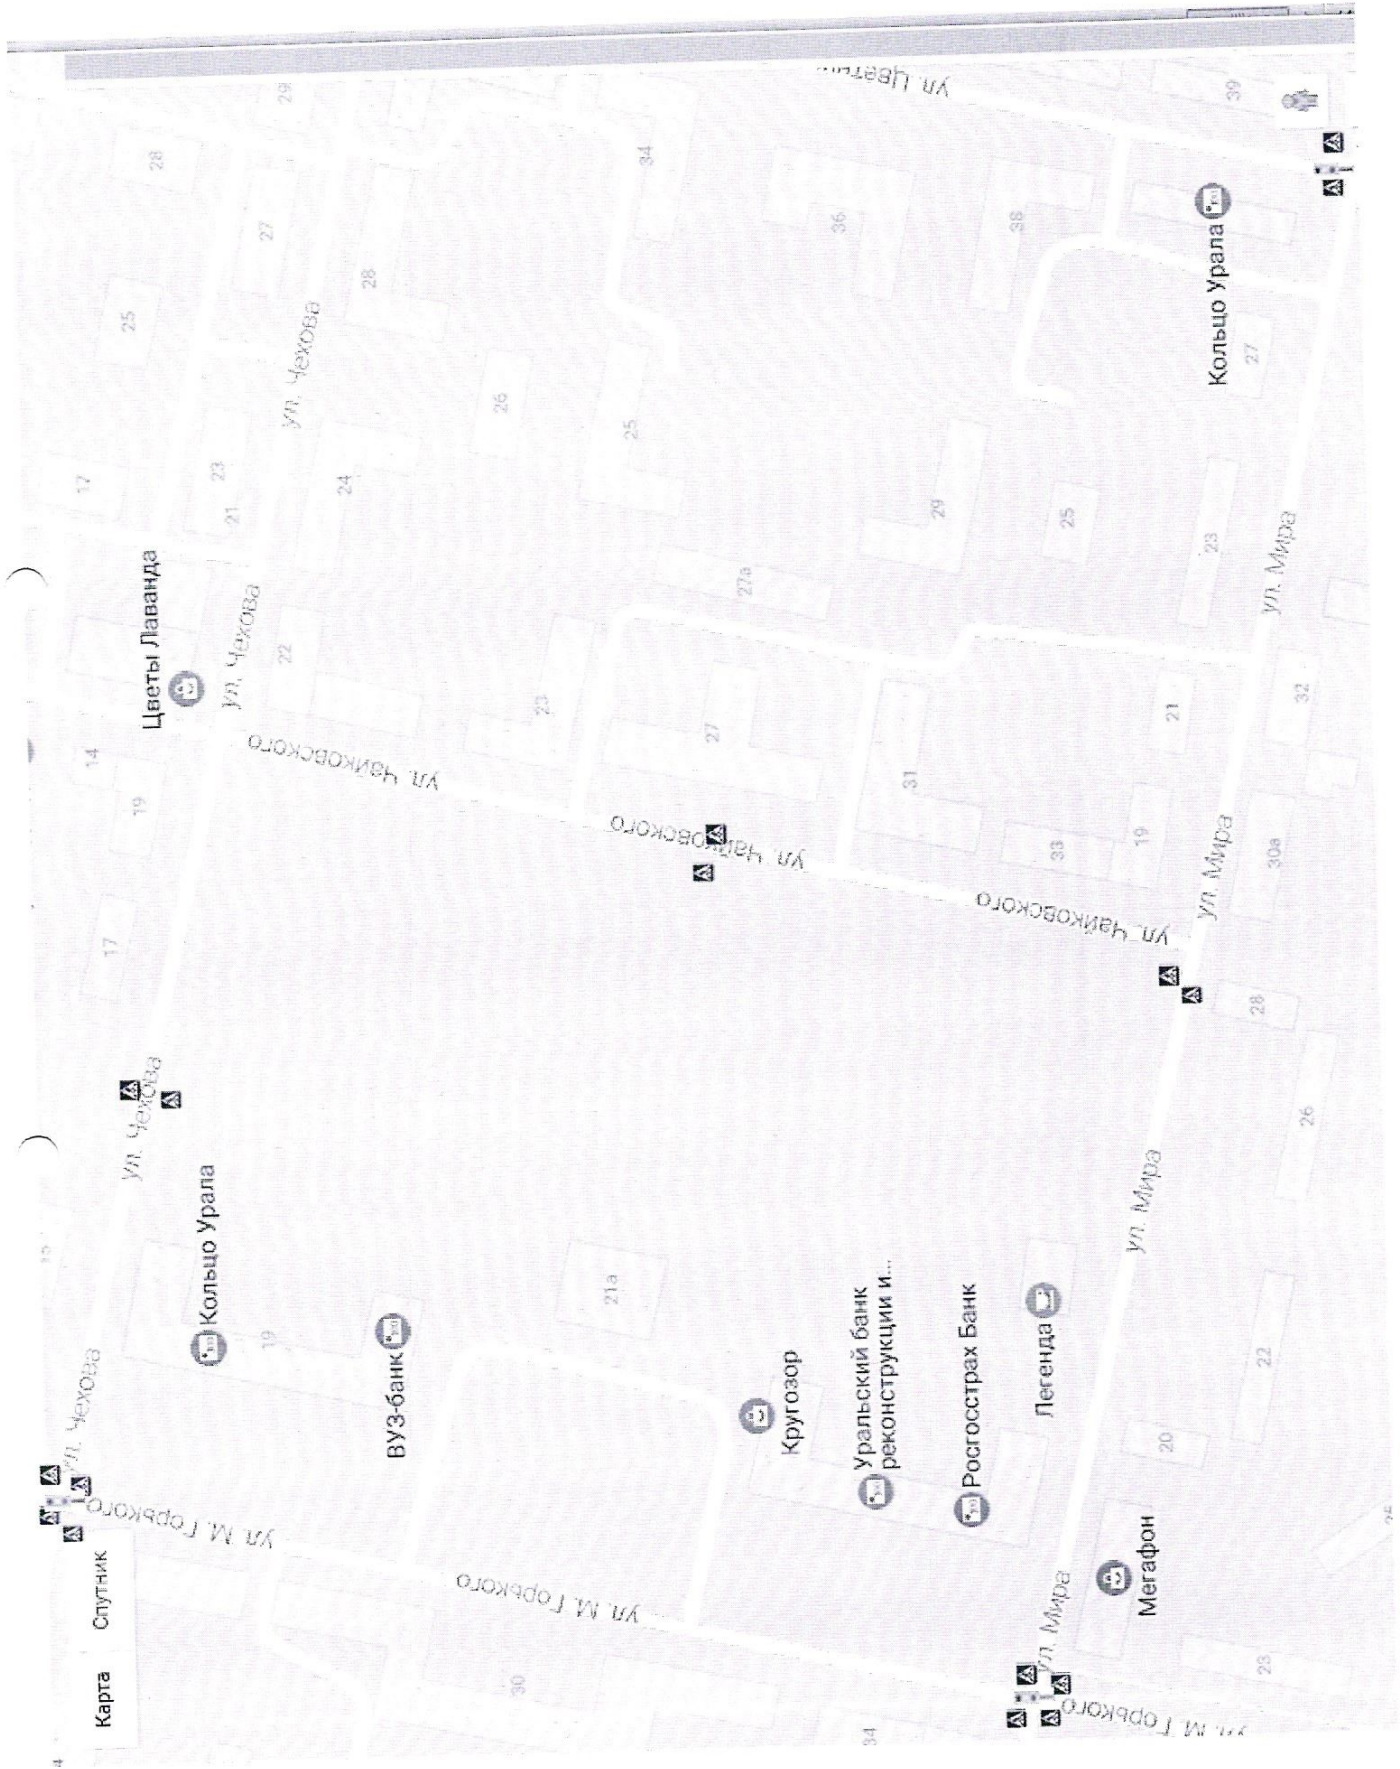 Карта
Спутник
ул. Чехова
ул. Чехова
ул. Чехова
ул. Чехова
Цветы Лаванда
Кольцо Урала
ВУЗ-банк
Кругозор
Уральский банк
реконструкции и...
Росгосстрах Банк
Легенда
Мегафон
Кольцо Урала
ул. М. Горького
ул. М. Горького
ул. М. Горького
ул. Чайковского
ул. Чайковского
ул. Чайковского
ул. Мира
ул. Мира
ул. Мира
ул. Мира
17
19
14
17
21
23
25
28
27
29
22
24
26
28
34
25
23
27
27а
36
38
29
25
31
33
19
21
23
27
39
32
30а
28
26
22
20
23
19
21а
30
34